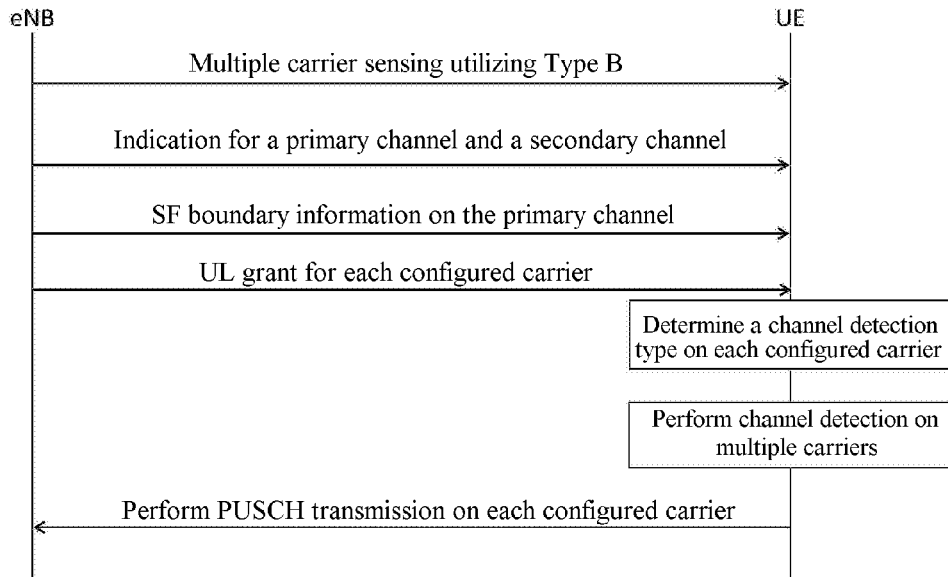 eNB
UE
Multiple carrier sensing utilizing Type B
Indication for a primary channel and a secondary channel
SF boundary information on the primary channel
UL grant for each configured carrier
Determine a channel detection
type on each configured carrier
Perform channel detection on
multiple carriers
Perform PUSCH transmission on each configured carrier